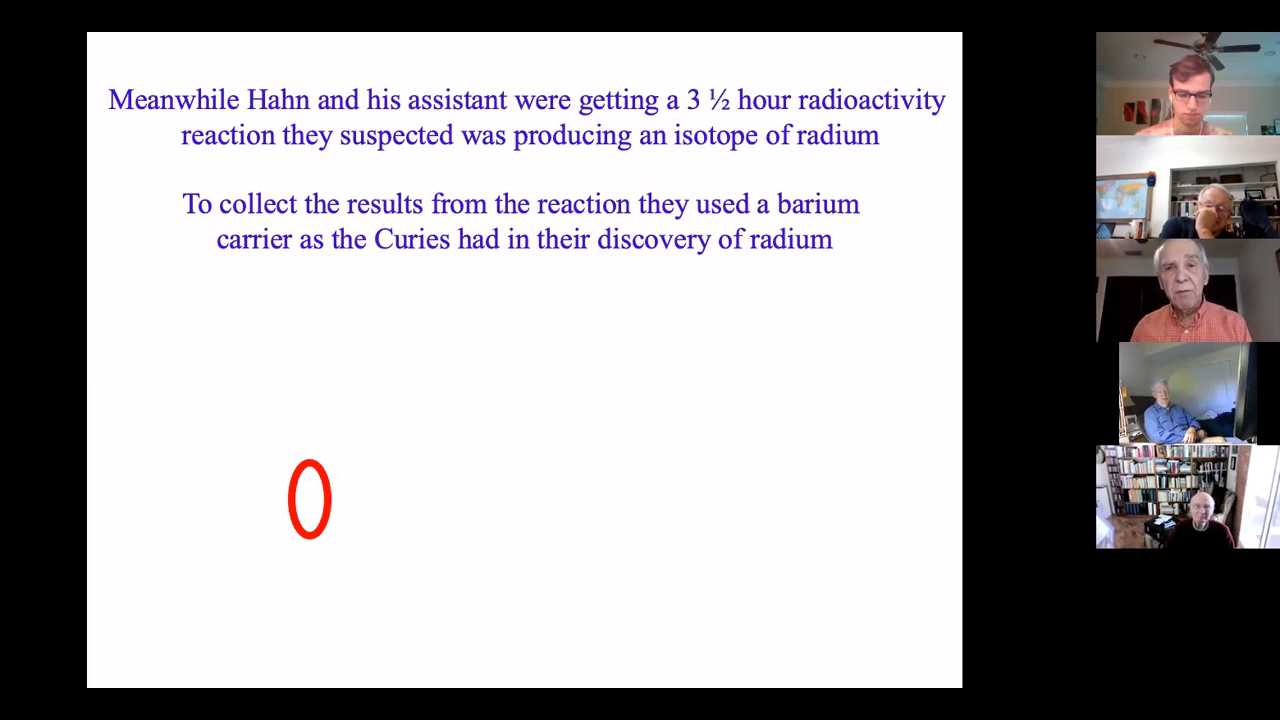 Meanwhile Hahn and his assistant were getting a 3 ½ hour radioactivity
reaction they suspected was producing an isotope of radium
To collect the results from the reaction they used a barium
carrier as the Curies had in their discovery of radium